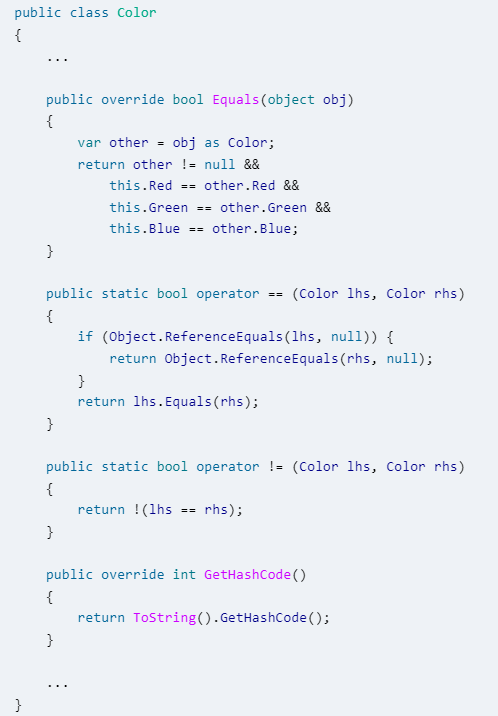 public class Color
{
    ...

    public override bool Equals(object obj)
    {
        var other = obj as Color;
        return other != null &&
            this.Red == other.Red &&
            this.Green == other.Green &&
            this.Blue == other.Blue;
    }

    public static bool operator == (Color lhs, Color rhs)
    {
        if (Object.ReferenceEquals(lhs, null)) {
            return Object.ReferenceEquals(rhs, null);
        }
        return lhs.Equals(rhs);
    }

    public static bool operator != (Color lhs, Color rhs)
    {
        return !(lhs == rhs);
    }

    public override int GetHashCode()
    {
        return ToString().GetHashCode();
    }

    ...
}